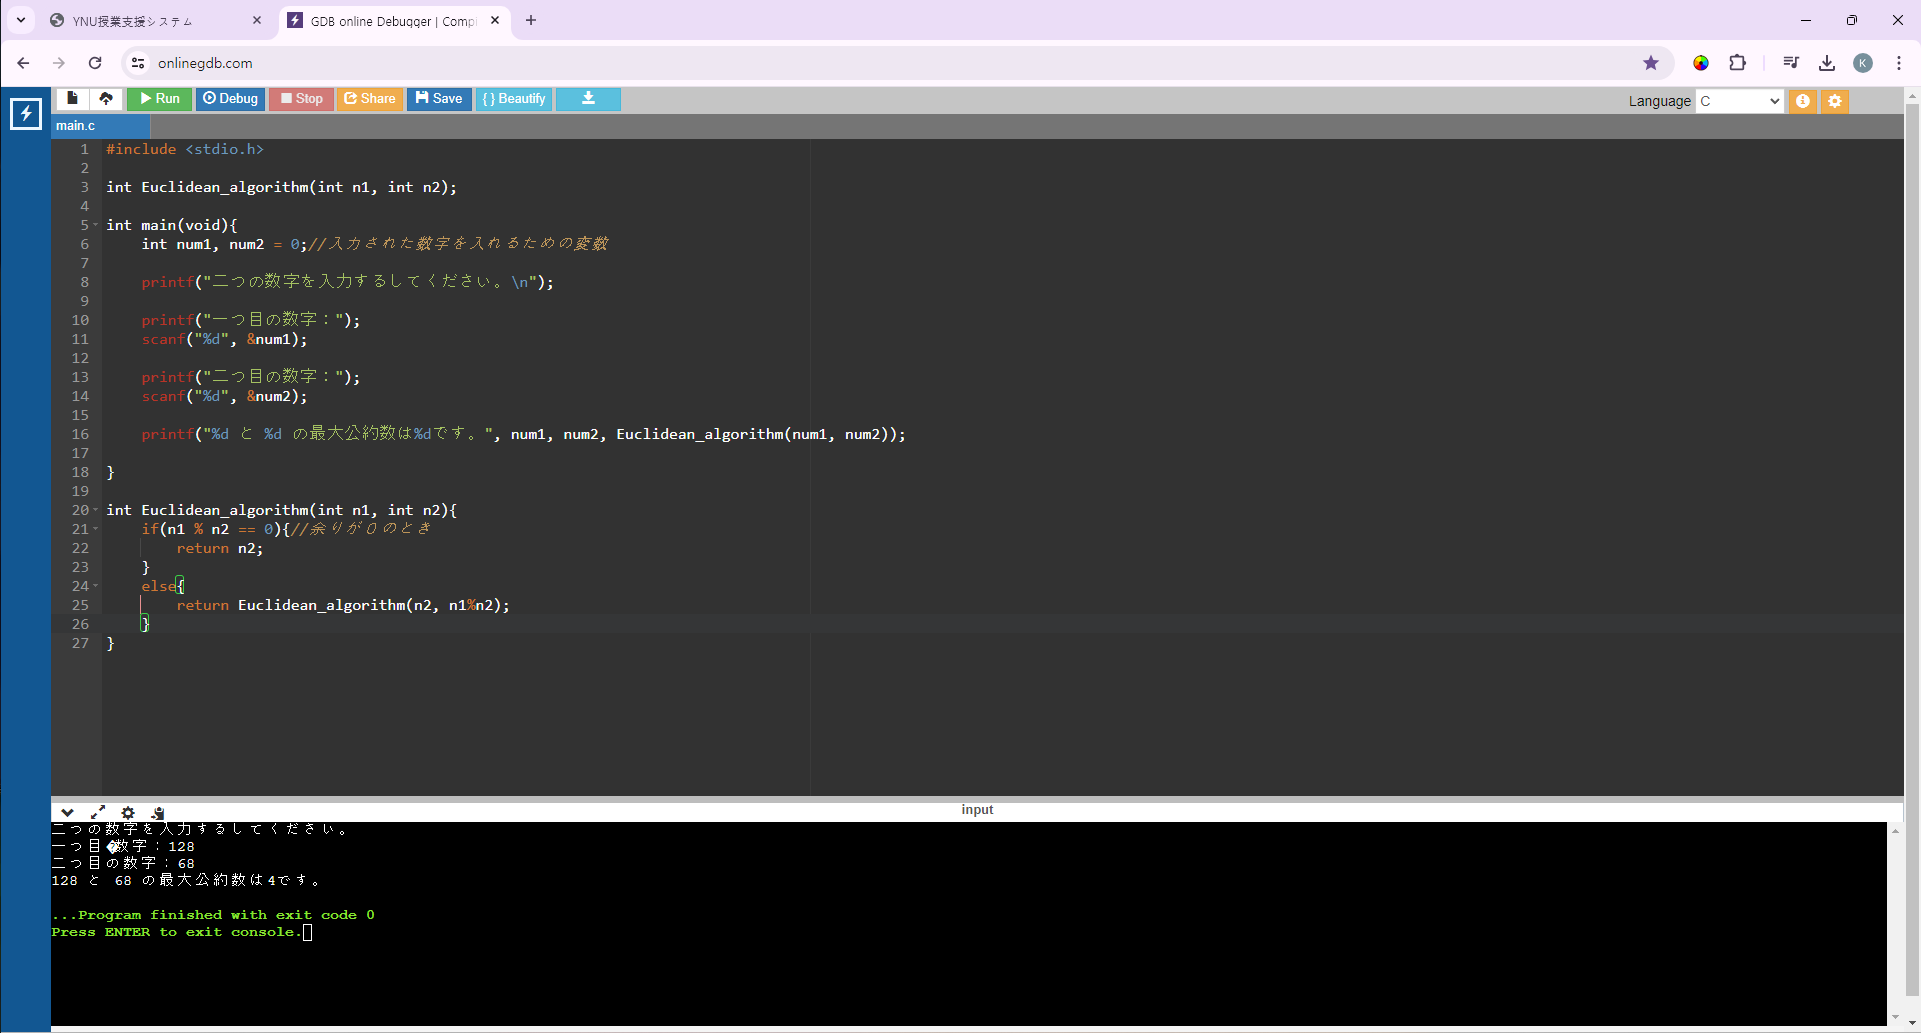 YNU授業支援システム
GDB online Debugger | Compi
onlinegdb.com
K
Run Debug Stop Share Save { } Beautify
Language C
main.c
1 #include <stdio.h>
2
3 int Euclidean_algorithm(int n1, int n2);
4
5 int main(void){
6 int num1, num2 = 0;//入力された数字を入れるための変数
7
8 printf("二つの数字を入力するしてください。\n");
9
10 printf("一つ目の数字：");
11 scanf("%d", &num1);
12
13 printf("二つ目の数字：");
14 scanf("%d", &num2);
15
16 printf("%d と %d の最大公約数は%dです。", num1, num2, Euclidean_algorithm(num1, num2));
17
18 }
19
20 int Euclidean_algorithm(int n1, int n2){
21 if(n1 % n2 == 0){//余りが０のとき
22 return n2;
23 }
24 else{
25 return Euclidean_algorithm(n2, n1%n2);
26 }
27 }
input
二つの数字を入力するしてください。
一つ目�数字：128
二つ目の数字：68
128 と 68 の最大公約数は4です。
...Program finished with exit code 0
Press ENTER to exit console.